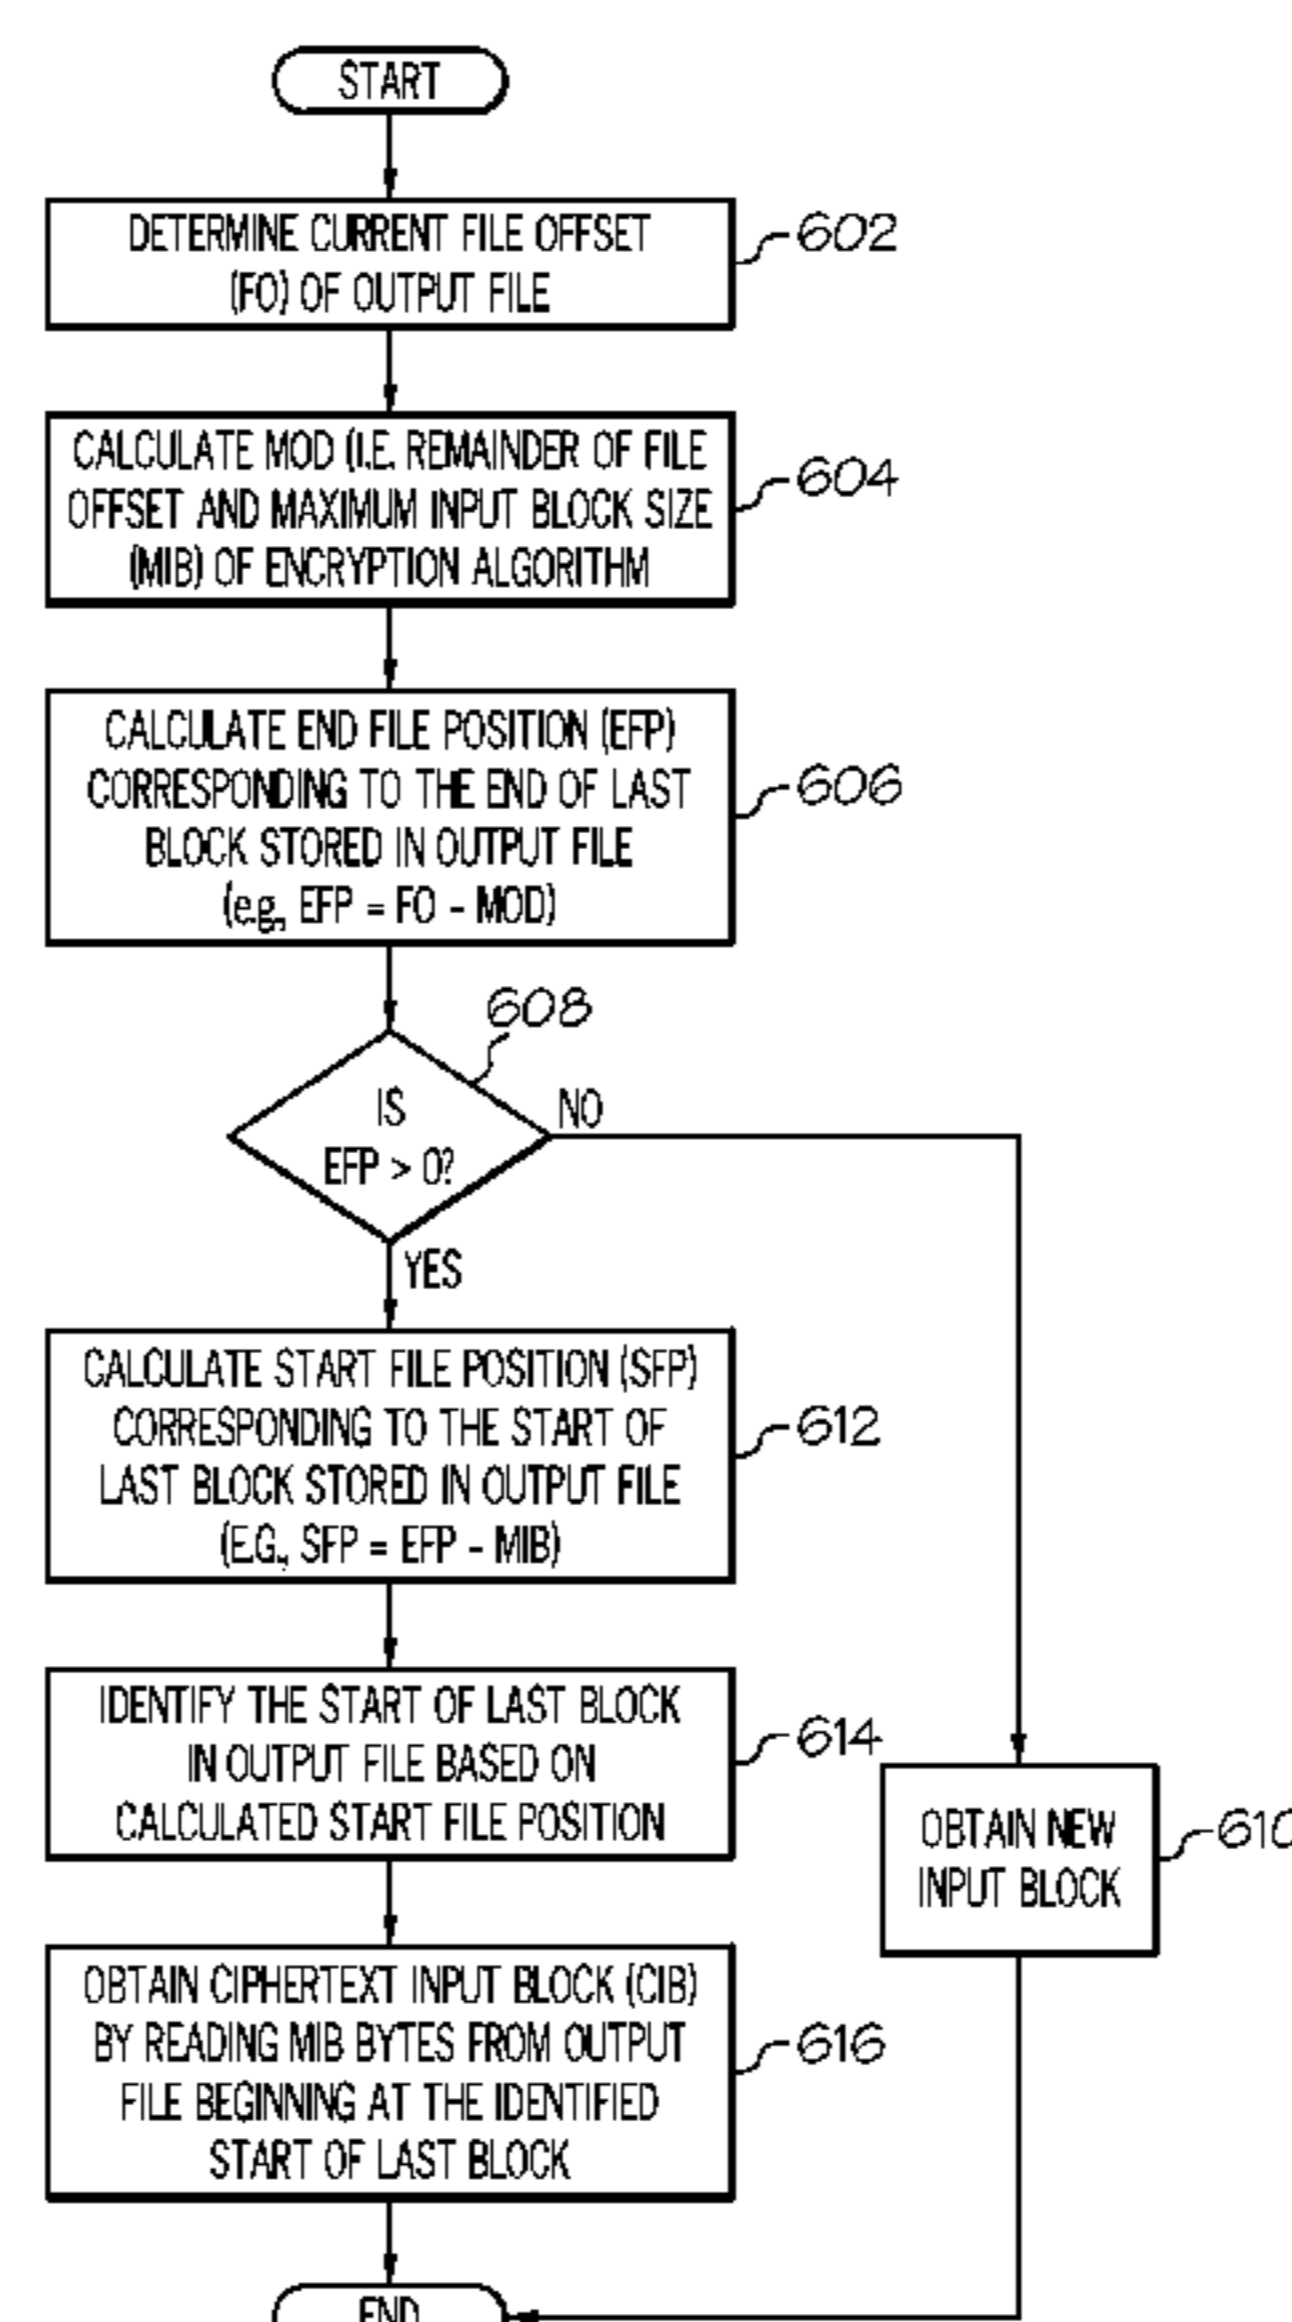 START
DETERMINE CURRENT FILE OFFSET
(FO) OF OUTPUT FILE
602
CALCULATE MOD (I.E. REMAINDER OF FILE
OFFSET AND MAXIMUM INPUT BLOCK SIZE
(MIB) OF ENCRYPTION ALGORITHM
604
CALCULATE END FILE POSITION (EFP)
CORRESPONDING TO THE END OF LAST
BLOCK STORED IN OUTPUT FILE
(e.g., EFP = FO - MOD)
606
608
IS
EFP > 0?
NO
YES
CALCULATE START FILE POSITION (SFP)
CORRESPONDING TO THE START OF
LAST BLOCK STORED IN OUTPUT FILE
(E.G., SFP = EFP - MIB)
612
IDENTIFY THE START OF LAST BLOCK
IN OUTPUT FILE BASED ON
CALCULATED START FILE POSITION
614
OBTAIN NEW
INPUT BLOCK
610
OBTAIN CIPHERTEXT INPUT BLOCK (CIB)
BY READING MIB BYTES FROM OUTPUT
FILE BEGINNING AT THE IDENTIFIED
START OF LAST BLOCK
616
END